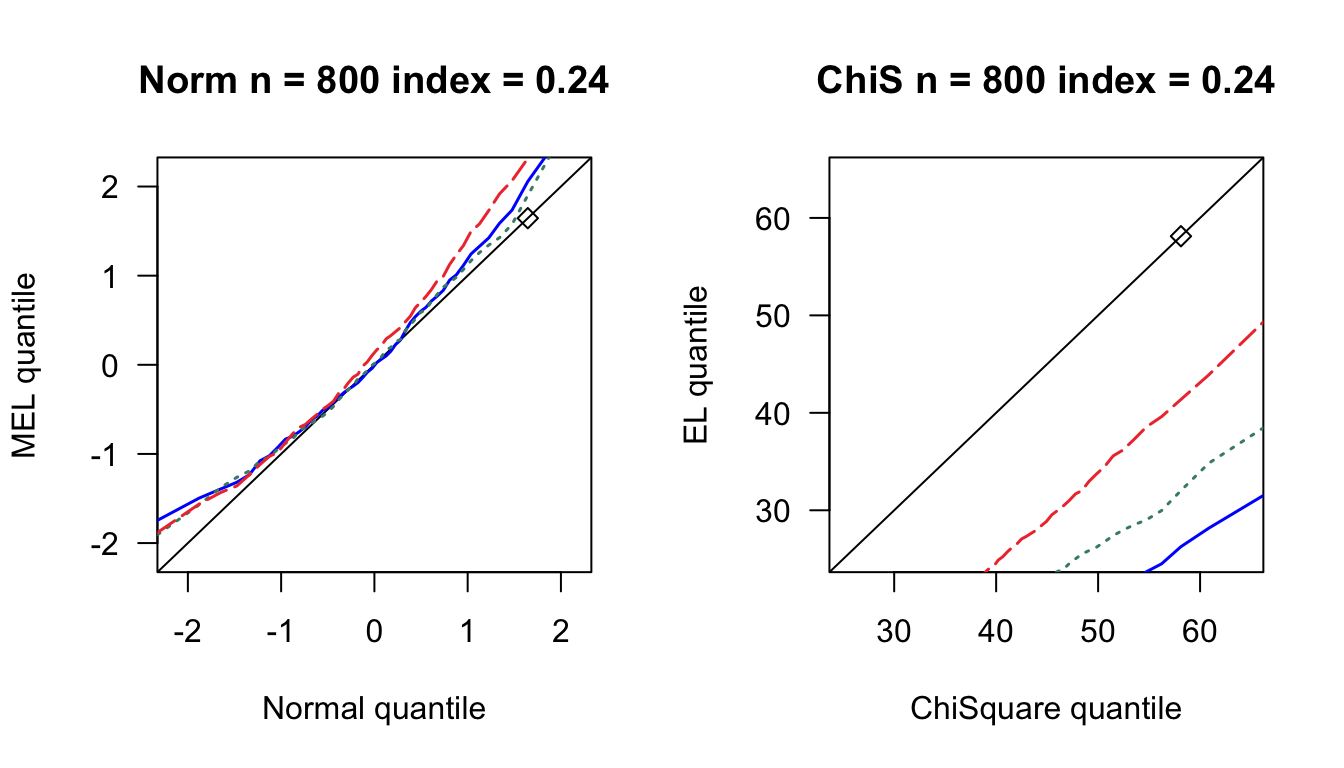 Norm n = 800 index = 0.24
MEL quantile
2
1
0
-1
-2
-2 -1 0 1 2
Normal quantile
ChiS n = 800 index = 0.24
EL quantile
60
50
40
30
30 40 50 60
ChiSquare quantile